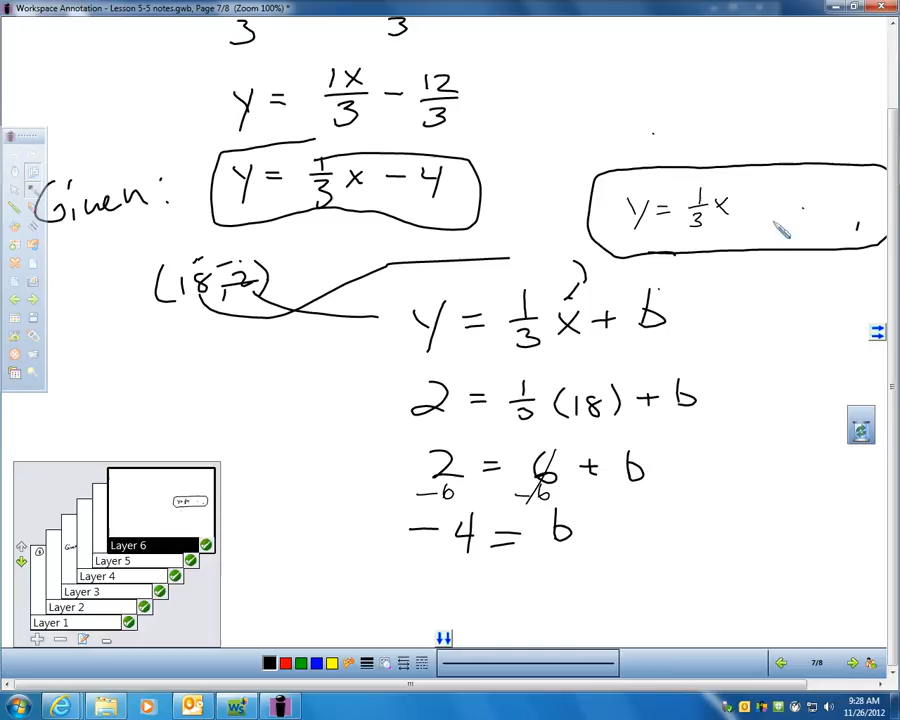 Workspace Annotation - Lesson 5-5 notes.gwb, Page 7/8 (Zoom 100%) *
3 3
y = 1x/3 - 12/3
Given: y = 1/3 x - 4
y = 1/3 x
(18, 2)
y = 1/3 x + b
2 = 1/ (18) + b
2 = 6 + b
-6 -6
-4 = b
Layer 6
Layer 5
Layer 4
Layer 3
Layer 2
Layer 1
7/8
9:28 AM
11/26/2012